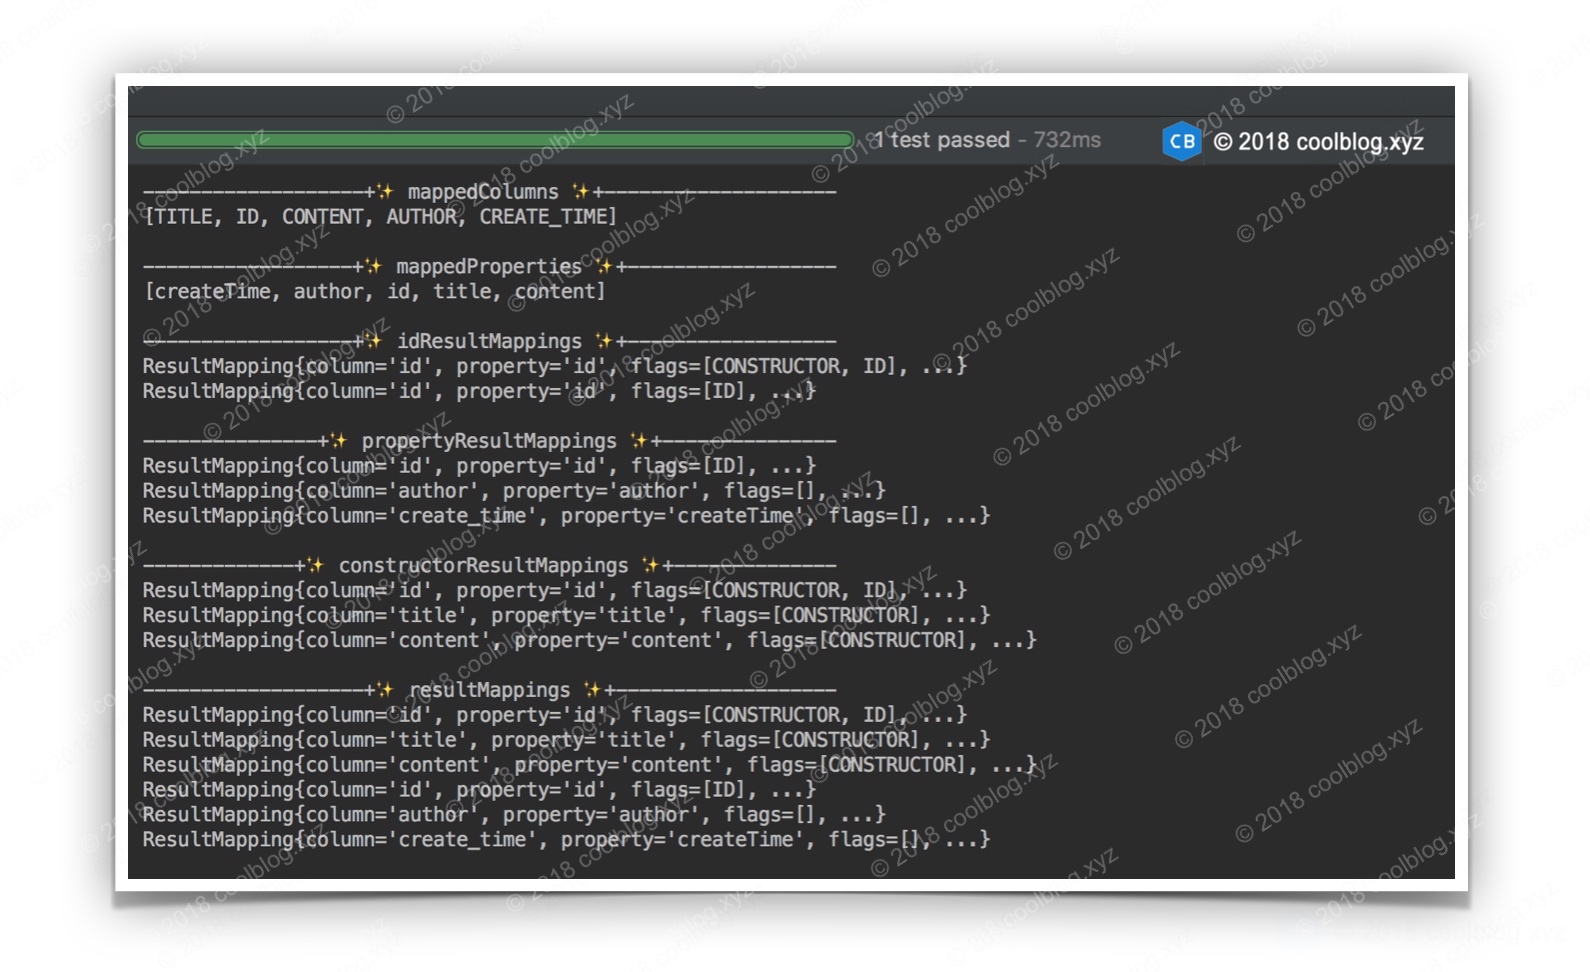 1 test passed - 732ms
CB © 2018 coolblog.xyz
-------------------+✨ mappedColumns ✨+--------------------
[TITLE, ID, CONTENT, AUTHOR, CREATE_TIME]
------------------+✨ mappedProperties ✨+------------------
[createTime, author, id, title, content]
------------------+✨ idResultMappings ✨+------------------
ResultMapping{column='id', property='id', flags=[CONSTRUCTOR, ID], ...}
ResultMapping{column='id', property='id', flags=[ID], ...}
---------------+✨ propertyResultMappings ✨+---------------
ResultMapping{column='id', property='id', flags=[ID], ...}
ResultMapping{column='author', property='author', flags=[], ...}
ResultMapping{column='create_time', property='createTime', flags=[], ...}
-------------+✨ constructorResultMappings ✨+--------------
ResultMapping{column='id', property='id', flags=[CONSTRUCTOR, ID], ...}
ResultMapping{column='title', property='title', flags=[CONSTRUCTOR], ...}
ResultMapping{column='content', property='content', flags=[CONSTRUCTOR], ...}
-------------------+✨ resultMappings ✨+-------------------
ResultMapping{column='id', property='id', flags=[CONSTRUCTOR, ID], ...}
ResultMapping{column='title', property='title', flags=[CONSTRUCTOR], ...}
ResultMapping{column='content', property='content', flags=[CONSTRUCTOR], ...}
ResultMapping{column='id', property='id', flags=[ID], ...}
ResultMapping{column='author', property='author', flags=[], ...}
ResultMapping{column='create_time', property='createTime', flags=[], ...}
© 2018 coolblog.xyz